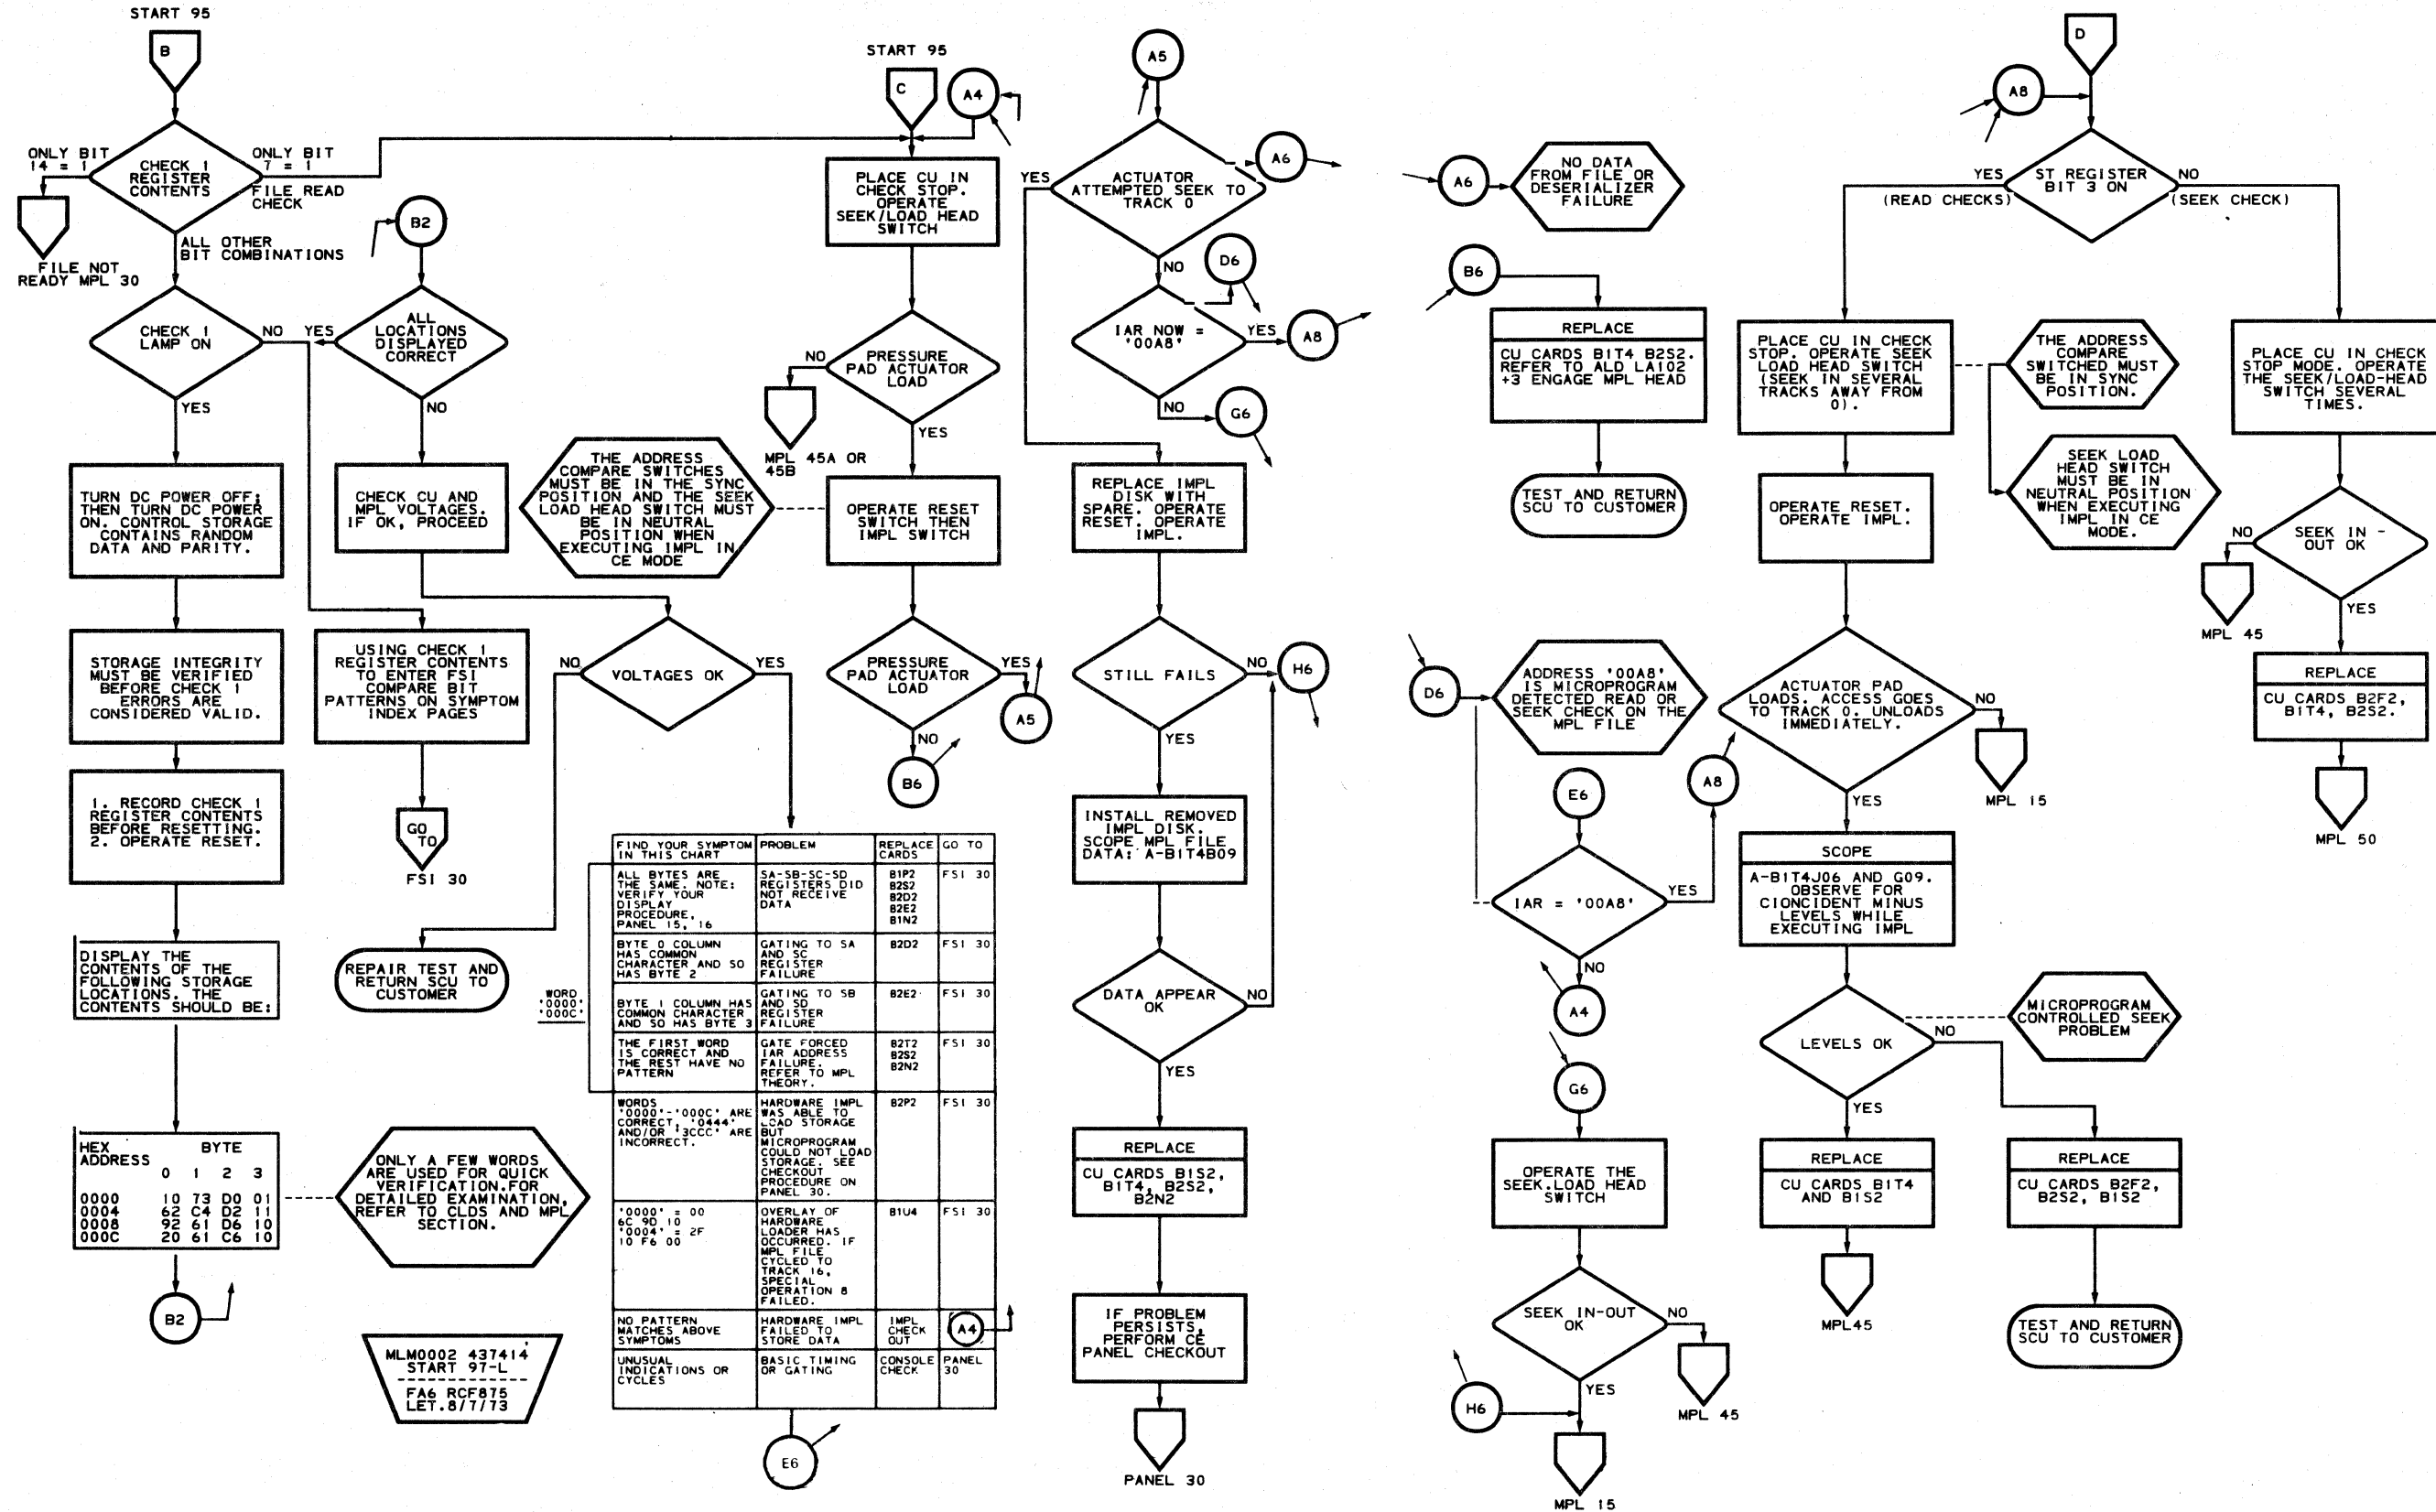 START 95
B
ONLY BIT
14 = 1
CHECK 1
REGISTER
CONTENTS
ONLY BIT
7 = 1
FILE READ
CHECK
FILE NOT
READY MPL 30
ALL OTHER
BIT COMBINATIONS
CHECK 1
LAMP ON
NO
YES
TURN DC POWER OFF;
THEN TURN DC POWER
ON. CONTROL STORAGE
CONTAINS RANDOM
DATA AND PARITY.
STORAGE INTEGRITY
MUST BE VERIFIED
BEFORE CHECK 1
ERRORS ARE
CONSIDERED VALID.
1. RECORD CHECK 1
REGISTER CONTENTS
BEFORE RESETTING.
2. OPERATE RESET.
DISPLAY THE
CONTENTS OF THE
FOLLOWING STORAGE
LOCATIONS. THE
CONTENTS SHOULD BE:
HEX BYTE
ADDRESS
0 1 2 3
0000 10 73 D0 01
0004 62 C4 D2 11
0008 92 61 D6 10
000C 20 61 C6 10
B2
ONLY A FEW WORDS
ARE USED FOR QUICK
VERIFICATION.FOR
DETAILED EXAMINATION,
REFER TO CLDS AND MPL
SECTION.
MLM0002 437414
START 97-L
FA6 RCF875
LET.8/7/73
B2
ALL
LOCATIONS
DISPLAYED
CORRECT
YES
NO
CHECK CU AND
MPL VOLTAGES.
IF OK, PROCEED
USING CHECK 1
REGISTER CONTENTS
TO ENTER FSI
COMPARE BIT
PATTERNS ON SYMPTOM
INDEX PAGES
GO
TO
FSI 30
REPAIR TEST AND
RETURN SCU TO
CUSTOMER
NO
VOLTAGES OK
YES
THE ADDRESS
COMPARE SWITCHES
MUST BE IN THE SYNC
POSITION AND THE SEEK
LOAD HEAD SWITCH MUST
BE IN NEUTRAL
POSITION WHEN
EXECUTING IMPL IN
CE MODE
WORD
'0000'
'000C'
FIND YOUR SYMPTOM
IN THIS CHART
PROBLEM
REPLACE
CARDS
GO TO
ALL BYTES ARE
THE SAME. NOTE:
VERIFY YOUR
DISPLAY
PROCEDURE,
PANEL 15, 16
SA-SB-SC-SD
REGISTERS DID
NOT RECEIVE
DATA
B1P2
B2S2
B2D2
B2E2
B1N2
FSI 30
BYTE 0 COLUMN
HAS COMMON
CHARACTER AND SO
HAS BYTE 2
GATING TO SA
AND SC
REGISTER
FAILURE
B2D2
FSI 30
BYTE 1 COLUMN HAS
COMMON CHARACTER
AND SO HAS BYTE 3
GATING TO SB
AND SD
REGISTER
FAILURE
B2E2
FSI 30
THE FIRST WORD
IS CORRECT AND
THE REST HAVE NO
PATTERN
GATE FORCED
IAR ADDRESS
FAILURE.
REFER TO MPL
THEORY.
B2T2
B2S2
B2N2
FSI 30
WORDS
'0000'-'000C' ARE
CORRECT, '0444'
AND/OR '3CCC' ARE
INCORRECT.
HARDWARE IMPL
WAS ABLE TO
LOAD STORAGE
BUT
MICROPROGRAM
COULD NOT LOAD
STORAGE. SEE
CHECKOUT
PROCEDURE ON
PANEL 30.
B2P2
FSI 30
'0000' = 00
6C 9D 10
'0004' = 2F
10 F6 00
OVERLAY OF
HARDWARE
LOADER HAS
OCCURRED. IF
MPL FILE
CYCLED TO
TRACK 16,
SPECIAL
OPERATION 8
FAILED.
B1U4
FSI 30
NO PATTERN
MATCHES ABOVE
SYMPTOMS
HARDWARE IMPL
FAILED TO
STORE DATA
IMPL
CHECK
OUT
A4
UNUSUAL
INDICATIONS OR
CYCLES
BASIC TIMING
OR GATING
CONSOLE
CHECK
PANEL
30
E6
START 95
C
A4
PLACE CU IN
CHECK STOP.
OPERATE
SEEK/LOAD HEAD
SWITCH
PRESSURE
PAD ACTUATOR
LOAD
NO
MPL 45A OR
45B
YES
OPERATE RESET
SWITCH THEN
IMPL SWITCH
PRESSURE
PAD ACTUATOR
LOAD
YES
A5
NO
B6
A5
ACTUATOR
ATTEMPTED SEEK TO
TRACK 0
YES
A6
NO
D6
IAR NOW =
'00A8'
YES
A8
NO
G6
REPLACE IMPL
DISK WITH
SPARE. OPERATE
RESET. OPERATE
IMPL.
STILL FAILS
NO
H6
YES
INSTALL REMOVED
IMPL DISK.
SCOPE MPL FILE
DATA: A-B1T4B09
DATA APPEAR
OK
NO
YES
REPLACE
CU CARDS B1S2,
B1T4, B2S2,
B2N2
IF PROBLEM
PERSISTS,
PERFORM CE
PANEL CHECKOUT
PANEL 30
A6
NO DATA
FROM FILE OR
DESERIALIZER
FAILURE
B6
REPLACE
CU CARDS B1T4 B2S2.
REFER TO ALD LA102
+3 ENGAGE MPL HEAD
TEST AND RETURN
SCU TO CUSTOMER
D6
ADDRESS '00A8'
IS MICROPROGRAM
DETECTED READ OR
SEEK CHECK ON THE
MPL FILE
E6
A8
IAR = '00A8'
YES
NO
A4
G6
OPERATE THE
SEEK.LOAD HEAD
SWITCH
SEEK IN-OUT
OK
NO
MPL 45
YES
H6
MPL 15
D
A8
ST REGISTER
BIT 3 ON
YES
(READ CHECKS)
NO
(SEEK CHECK)
PLACE CU IN CHECK
STOP. OPERATE SEEK
LOAD HEAD SWITCH
(SEEK IN SEVERAL
TRACKS AWAY FROM
0).
THE ADDRESS
COMPARE
SWITCHED MUST
BE IN SYNC
POSITION.
SEEK LOAD
HEAD SWITCH
MUST BE IN
NEUTRAL POSITION
WHEN EXECUTING
IMPL IN CE
MODE.
OPERATE RESET.
OPERATE IMPL.
ACTUATOR PAD
LOADS. ACCESS GOES
TO TRACK 0. UNLOADS
IMMEDIATELY.
NO
MPL 15
YES
SCOPE
A-B1T4J06 AND G09.
OBSERVE FOR
CIONCIDENT MINUS
LEVELS WHILE
EXECUTING IMPL
LEVELS OK
NO
MICROPROGRAM
CONTROLLED SEEK
PROBLEM
YES
REPLACE
CU CARDS B1T4
AND B1S2
MPL45
REPLACE
CU CARDS B2F2,
B2S2, B1S2
TEST AND RETURN
SCU TO CUSTOMER
PLACE CU IN CHECK
STOP MODE. OPERATE
THE SEEK/LOAD-HEAD
SWITCH SEVERAL
TIMES.
SEEK IN -
OUT OK
NO
MPL 45
YES
REPLACE
CU CARDS B2F2,
B1T4, B2S2.
MPL 50